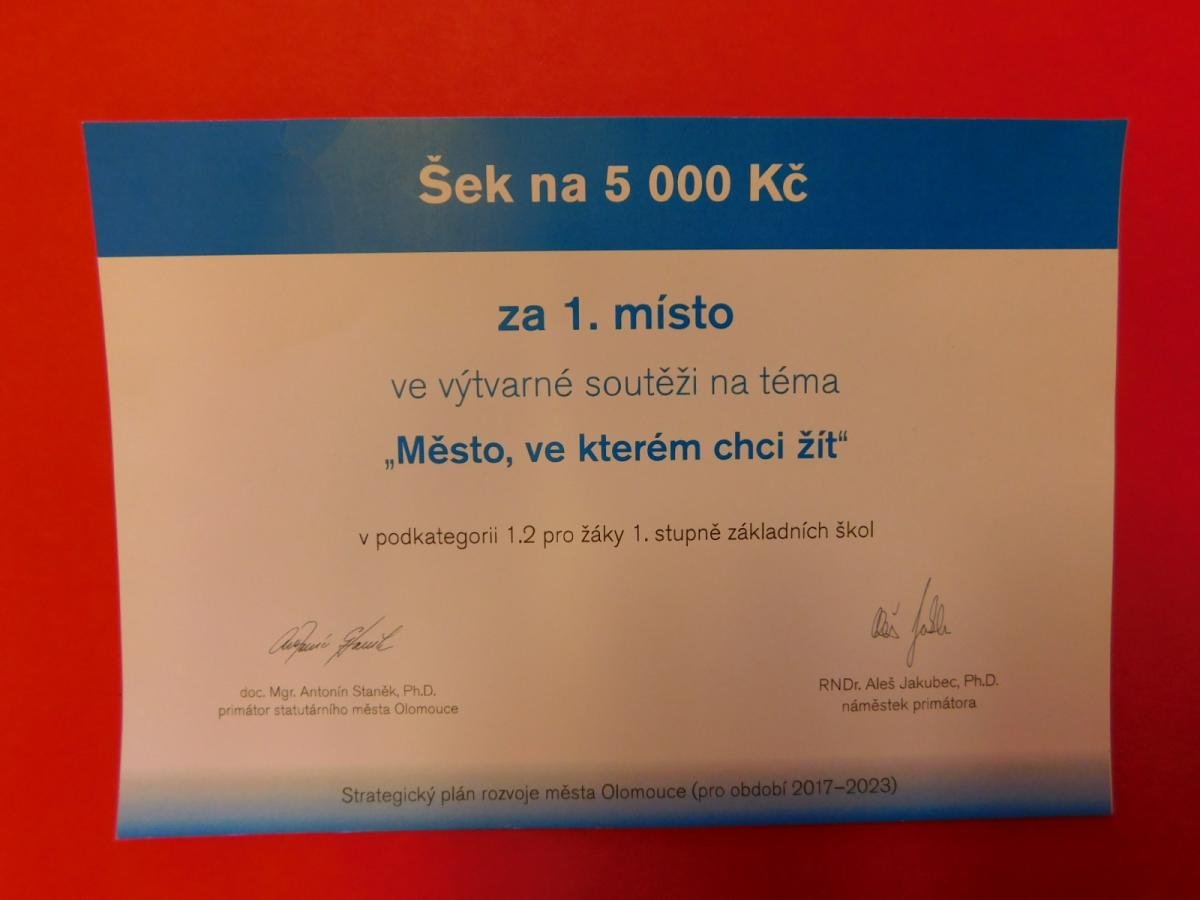 Šek na 5 000 Kč
za 1. místo
ve výtvarné soutěži na téma
„Město, ve kterém chci žít“
v podkategorii 1.2 pro žáky 1. stupně základních škol
doc. Mgr. Antonín Staněk, Ph.D.
primátor statutárního města Olomouce
RNDr. Aleš Jakubec, Ph.D.
náměstek primátora
Strategický plán rozvoje města Olomouce (pro období 2017–2023)